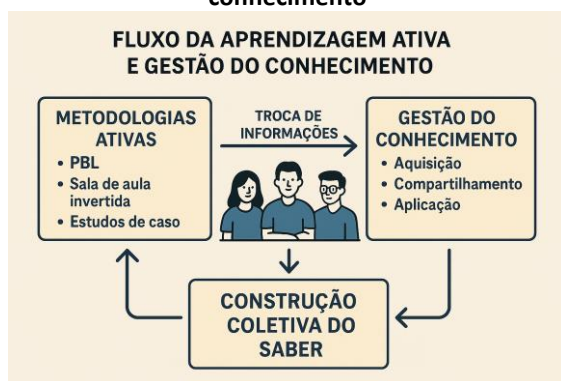 conhecimento
FLUXO DA APRENDIZAGEM ATIVA
E GESTÃO DO CONHECIMENTO
METODOLOGIAS
ATIVAS
• PBL
• Sala de aula
invertida
• Estudos de caso
TROCA DE
INFORMAÇÕES
GESTÃO DO
CONHECIMENTO
• Aquisição
• Compartilhamento
• Aplicação
CONSTRUÇÃO
COLETIVA DO
SABER